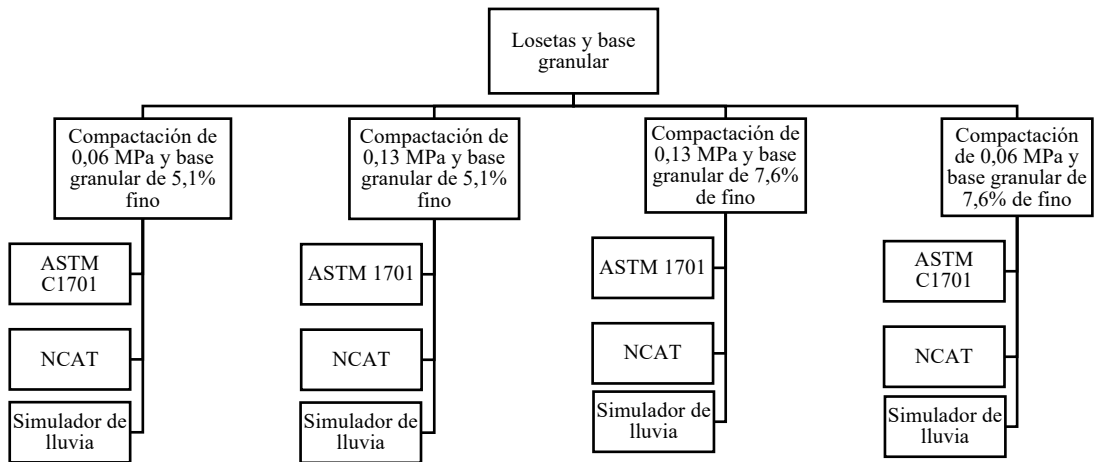 Losetas y base
granular
Compactación de
0,06 MPa y base
granular de 5,1%
fino
Compactación de
0,13 MPa y base
granular de 5,1%
fino
Compactación de
0,13 MPa y base
granular de 7,6%
de fino
Compactación
de 0,06 MPa y
base granular de
7,6% de fino
ASTM
C1701
NCAT
Simulador de
lluvia
ASTM 1701
NCAT
Simulador de
lluvia
ASTM 1701
NCAT
Simulador de
lluvia
ASTM
C1701
NCAT
Simulador de
lluvia